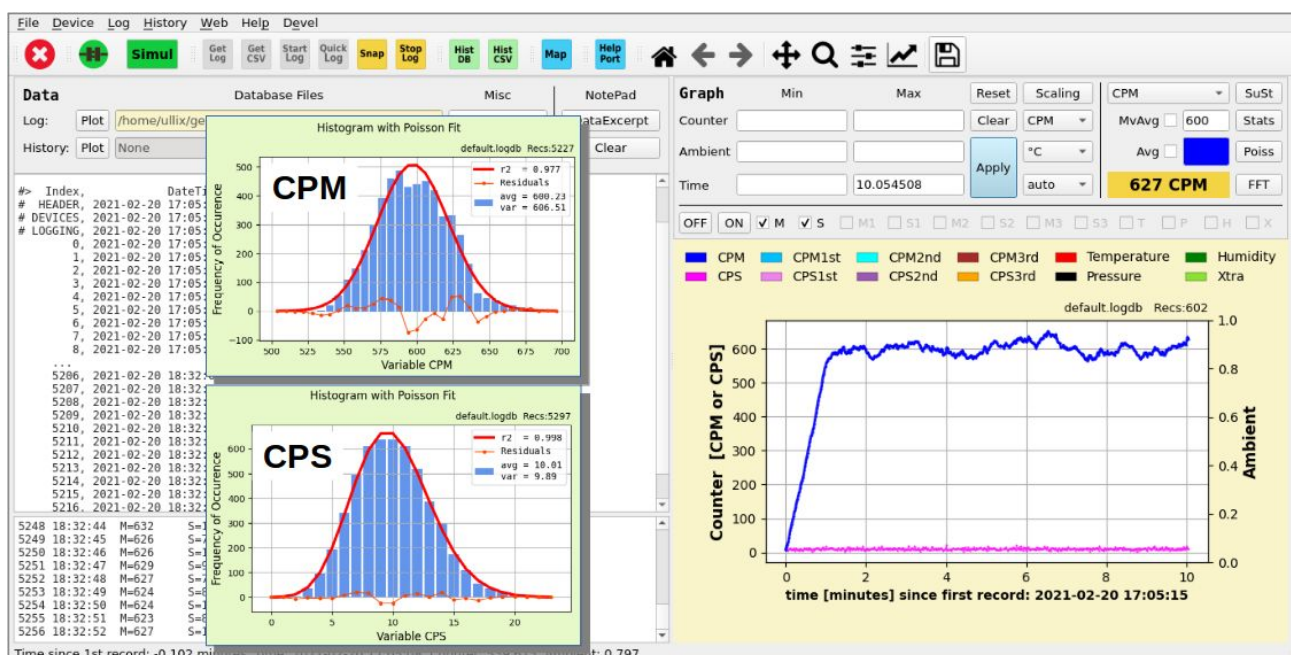 File Device Log History Web Help Devel
Simul Get Log Get CSV Start Log Quick Log Snap Stop Log Hist DB Hist CSV Map Help Port
Data Database Files Misc NotePad
Log: Plot /home/ullix/ge ataExcerpt
History: Plot None Clear
#> Index, DateTi
# HEADER, 2021-02-20 17:05:
# DEVICES, 2021-02-20 17:05:
# LOGGING, 2021-02-20 17:05:
0, 2021-02-20 17:05:
1, 2021-02-20 17:05:
2, 2021-02-20 17:05:
3, 2021-02-20 17:05:
4, 2021-02-20 17:05:
5, 2021-02-20 17:05:
6, 2021-02-20 17:05:
7, 2021-02-20 17:05:
8, 2021-02-20 17:05:
...
5206, 2021-02-20 18:32:
5207, 2021-02-20 18:32:
5208, 2021-02-20 18:32:
5209, 2021-02-20 18:32:
5210, 2021-02-20 18:32:
5211, 2021-02-20 18:32:
5212, 2021-02-20 18:32:
5213, 2021-02-20 18:32:
5214, 2021-02-20 18:32:
5215, 2021-02-20 18:32:
5216, 2021-02-20 18:32:
5248 18:32:44 M=632 S=1
5249 18:32:45 M=626 S=7
5250 18:32:46 M=626 S=1
5251 18:32:47 M=629 S=9
5252 18:32:48 M=627 S=7
5253 18:32:49 M=624 S=8
5254 18:32:50 M=624 S=1
5255 18:32:51 M=623 S=8
5256 18:32:52 M=627 S=1
Time since 1st record: -0.102
Histogram with Poisson Fit
default.logdb Recs:5227
CPM
r2 = 0.977
Residuals
avg = 600.23
var = 606.51
Frequency of Occurence
500
400
300
200
100
0
−100
500 525 550 575 600 625 650 675 700
Variable CPM
Histogram with Poisson Fit
default.logdb Recs:5297
CPS
r2 = 0.998
Residuals
avg = 10.01
var = 9.89
Frequency of Occurence
600
500
400
300
200
100
0
0 5 10 15 20
Variable CPS
Graph Min Max Reset Scaling CPM SuSt
Counter Clear CPM MvAvg 600 Stats
Ambient Apply °C Avg Poiss
Time 10.054508 auto 627 CPM FFT
OFF ON M S M1 S1 M2 S2 M3 S3 T P H X
CPM CPM1st CPM2nd CPM3rd Temperature Humidity
CPS CPS1st CPS2nd CPS3rd Pressure Xtra
default.logdb Recs:602
Counter [CPM or CPS]
600
500
400
300
200
100
0
1.0
0.8
0.6
0.4
0.2
0.0
Ambient
0 2 4 6 8 10
time [minutes] since first record: 2021-02-20 17:05:15